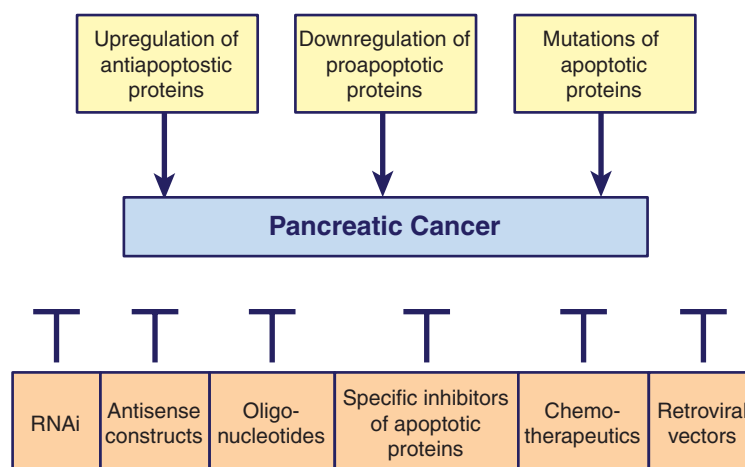 Upregulation of
antiapoptostic
proteins
Downregulation of
proapoptotic
proteins
Mutations of
apoptotic
proteins
Pancreatic Cancer
RNAi
Antisense
constructs
Oligo-
nucleotides
Specific inhibitors
of apoptotic
proteins
Chemo-
therapeutics
Retroviral
vectors